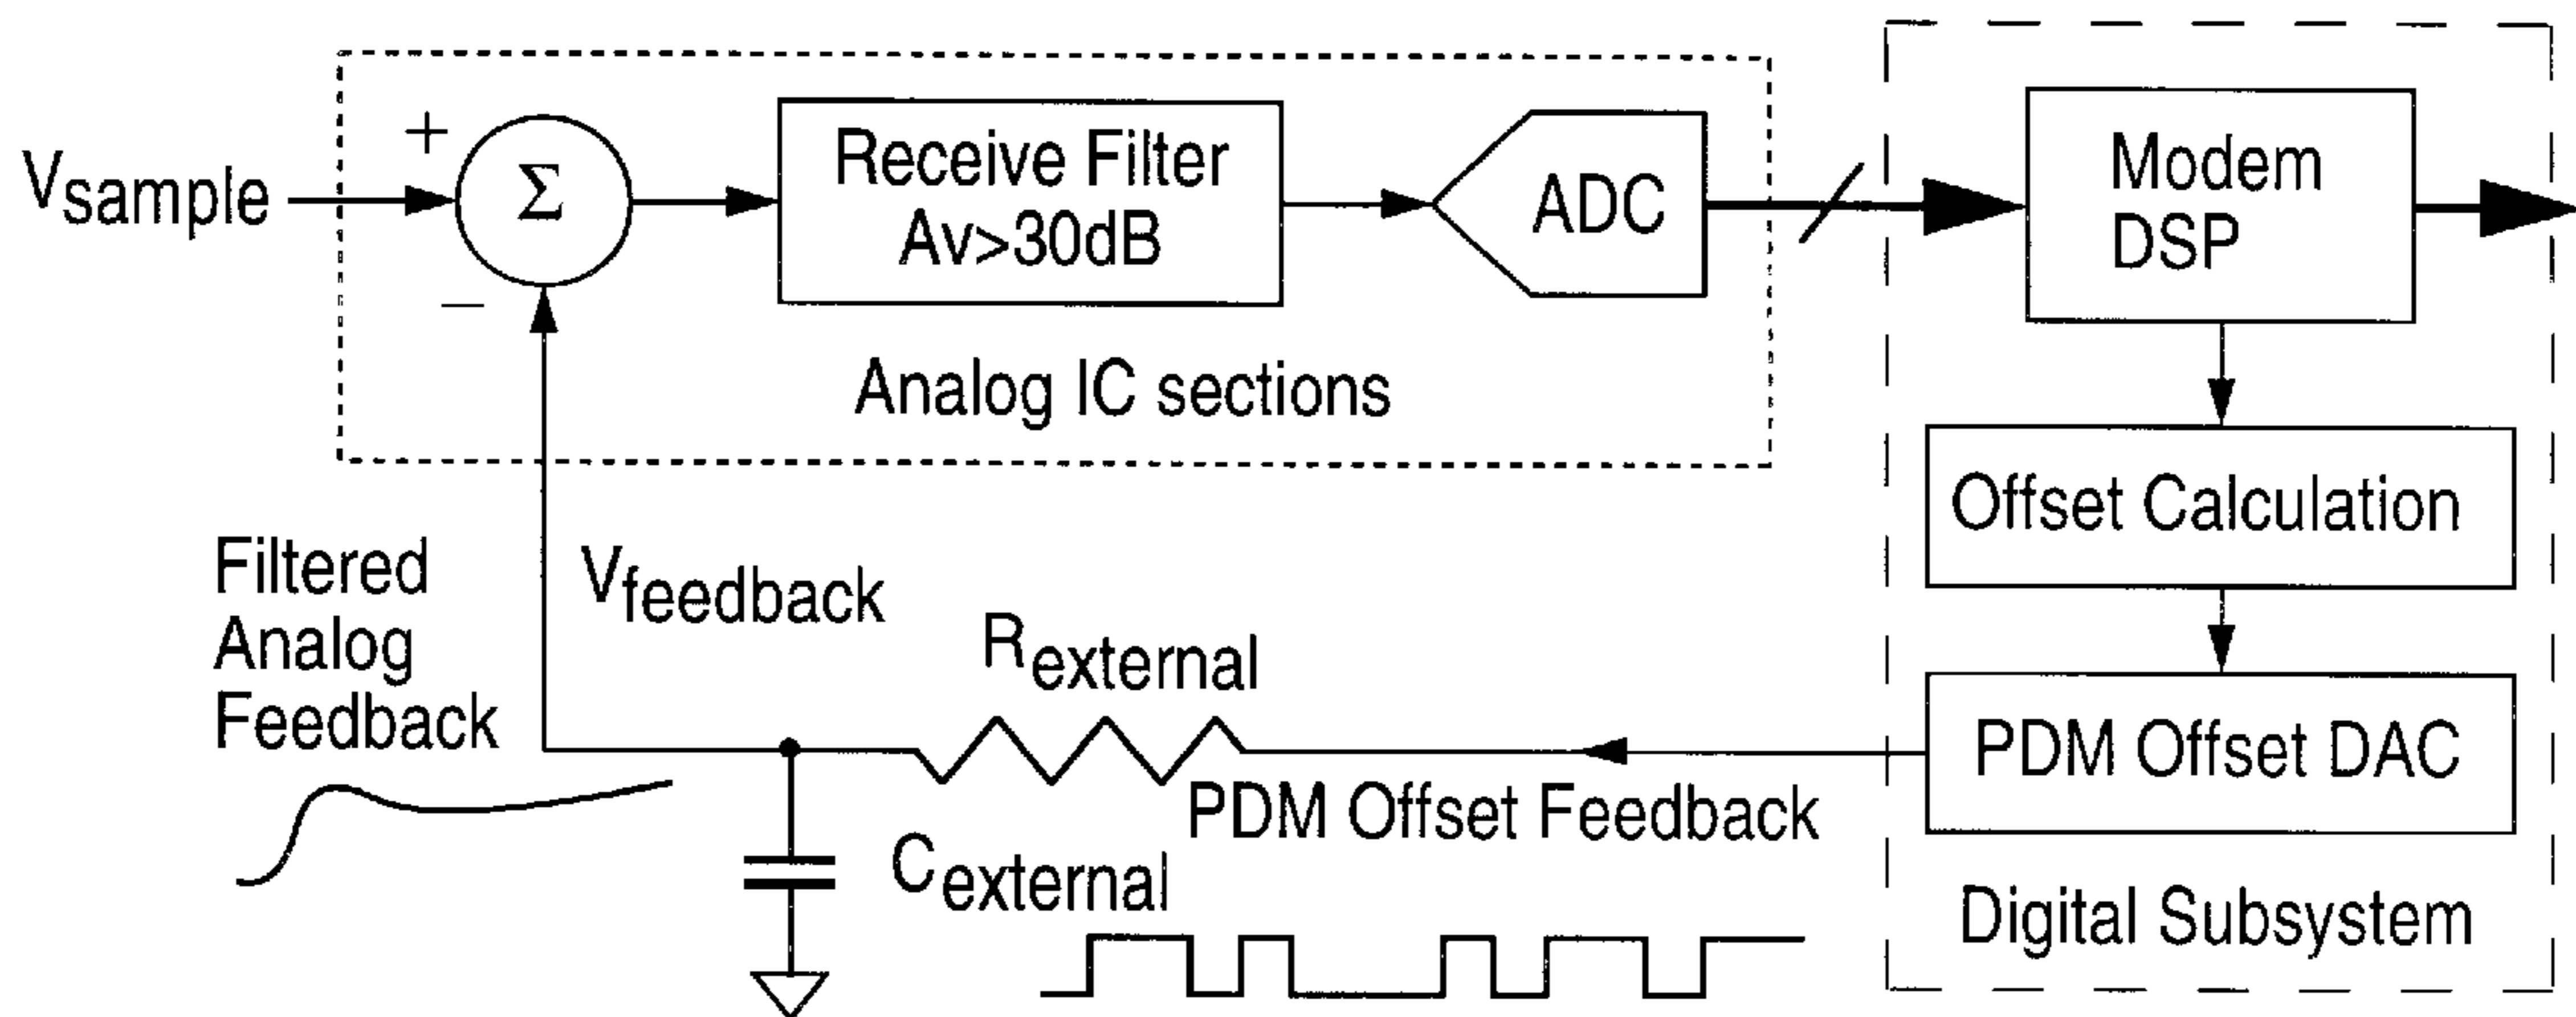 Vsample
+
−
Σ
Receive Filter
Av>30dB
ADC
Modem
DSP
Analog IC sections
Offset Calculation
Filtered
Analog
Feedback
Vfeedback
Rexternal
PDM Offset DAC
PDM Offset Feedback
Cexternal
Digital Subsystem